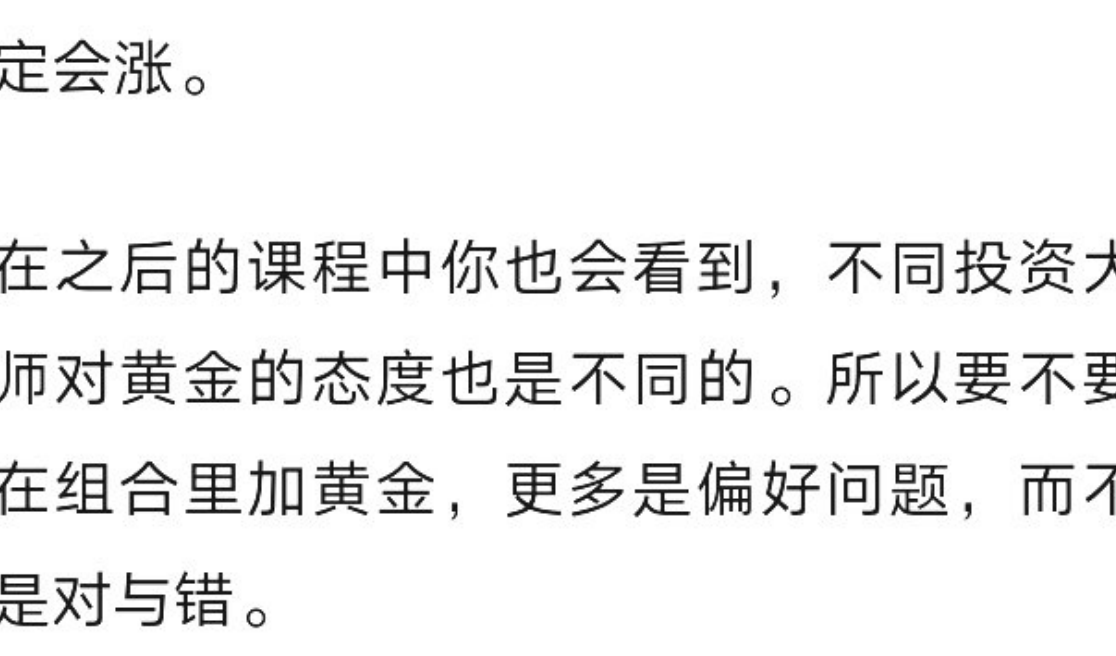 定会涨。
在之后的课程中你也会看到，不同投资大
师对黄金的态度也是不同的。所以要不要
在组合里加黄金，更多是偏好问题，而不
是对与错。